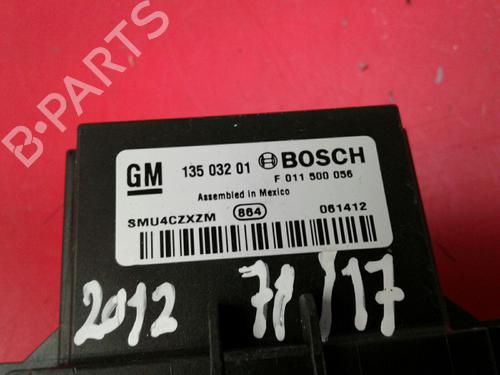 B-PARTS
GM 135 032 01 BOSCH
F 011 500 056
Assembled in Mexico
SMU4CZXZM 864 061412
2012 71/17